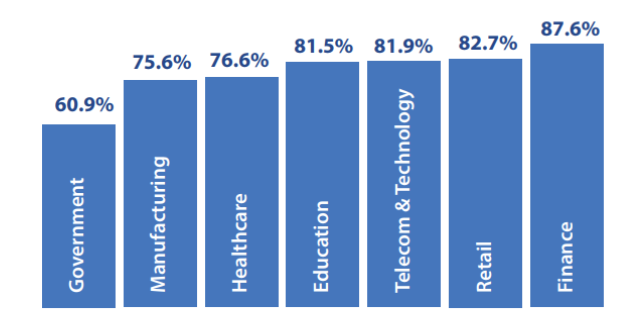 60.9%
75.6%
76.6%
81.5%
81.9%
82.7%
87.6%
Government
Manufacturing
Healthcare
Education
Telecom & Technology
Retail
Finance